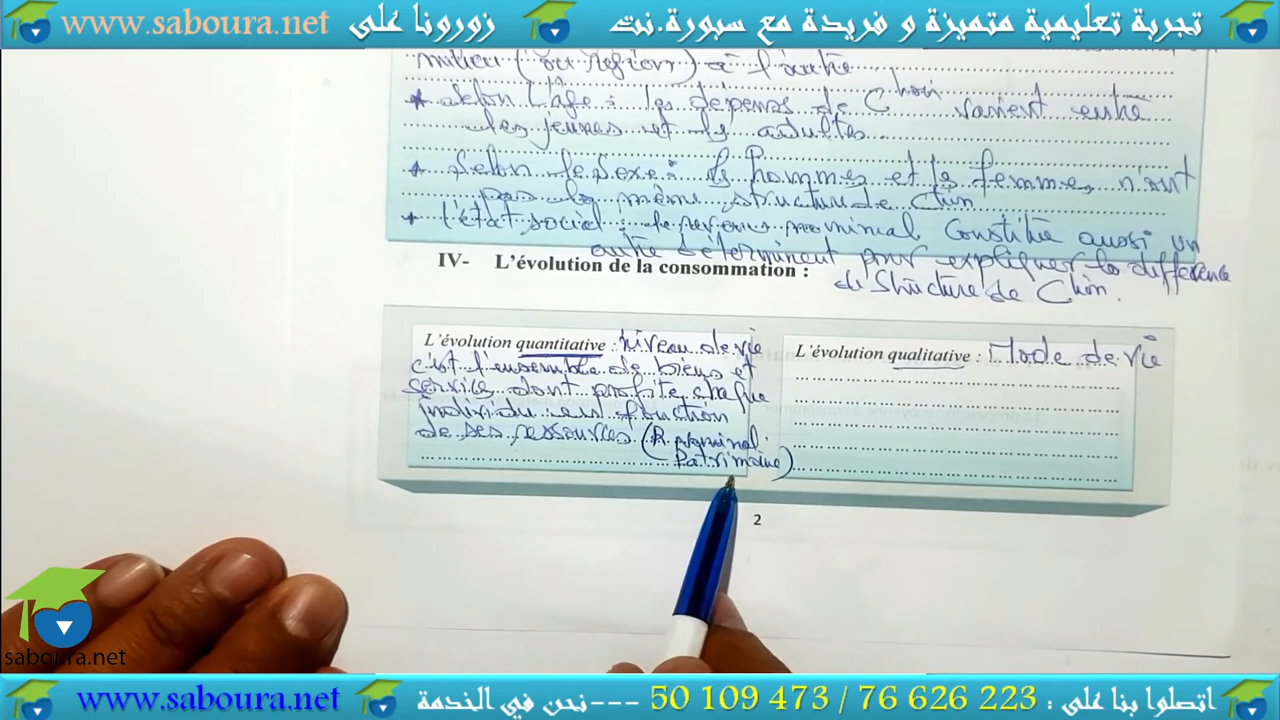 www.saboura.net زورونا على تجربة تعليمية متميزة و فريدة مع سبورة.نت
milieu (ou région) à l'autre
* Selon l'âge : les dépenses de Cion varient entre
les jeunes et les adultes
* Selon le sexe : les hommes et les femmes n'ont
pas la même structure de Cion
* L'état social : le revenu nominal Constitue aussi un
autre déterminent pour expliquer la différence
de Structure de Cion.
IV- L'évolution de la consommation :
L'évolution quantitative : Niveau de vie
c'est l'ensemble de biens et
services dont profite chaque
individu en fonction
de ses ressources (R. nominal.
Patrimoine)
L'évolution qualitative : Mode de vie
2
saboura.net
www.saboura.net اتصلوا بنا على : 223 626 76 / 473 109 50 ---نحن في الخدمة